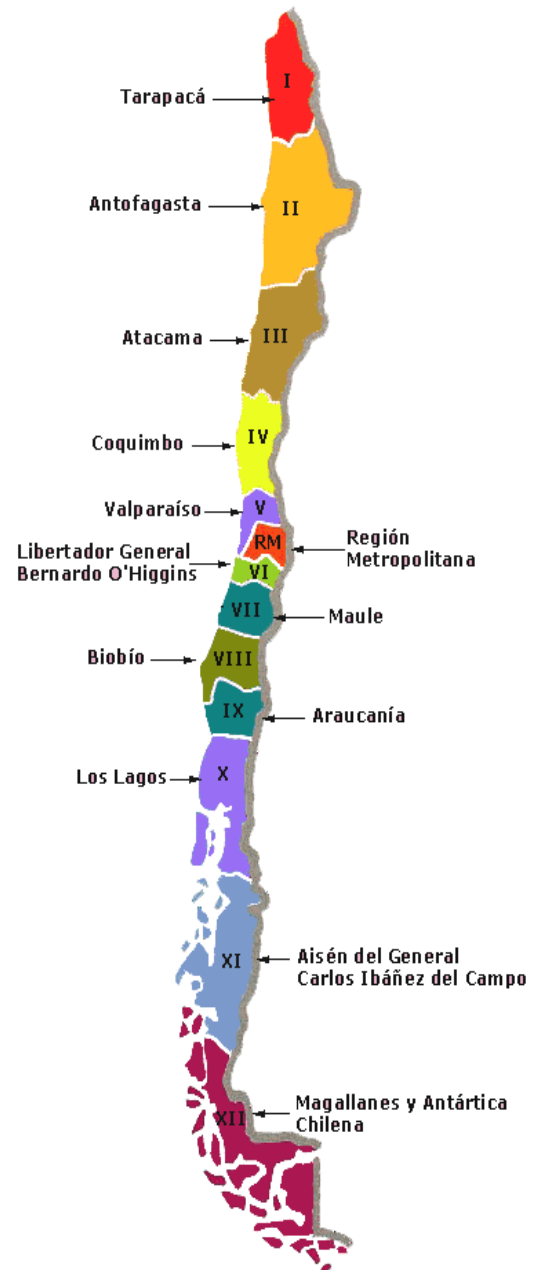 I
Tarapacá
Antofagasta
II
Atacama
III
IV
Coquimbo
Valparaíso
V
Libertador General
Bernardo O'Higgins
RM
Región
Metropolitana
VI
VII
Maule
Biobío
VIII
IX
Araucanía
Los Lagos
X
XI
Aisén del General
Carlos Ibáñez del Campo
XII
Magallanes y Antártica
Chilena